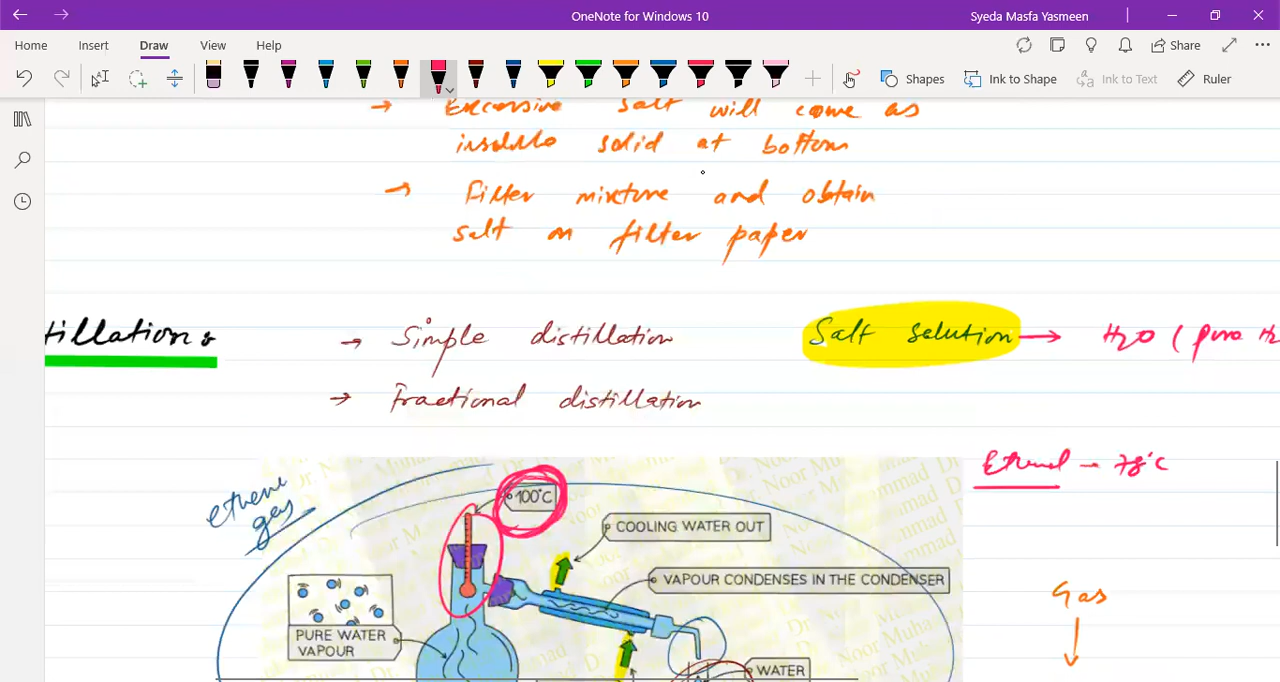 OneNote for Windows 10
Syeda Masfa Yasmeen
Home Insert Draw View Help
Share
Shapes Ink to Shape Ink to Text Ruler
→ Excessive salt will come as
solid at bottom
→ Filter mixture and obtain
salt on filter paper
tillation
→ Simple distillation
Salt solution → H2O (pure H
→ Fractional distillation
Ethanol - 78°C
ethene
gas
100°C
COOLING WATER OUT
VAPOUR CONDENSES IN THE CONDENSER
Gas
PURE WATER
VAPOUR
WATER